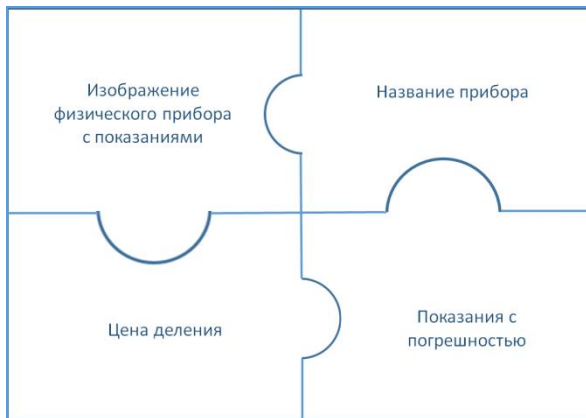 Изображение
физического прибора
с показаниями
Название прибора
Цена деления
Показания с
погрешностью